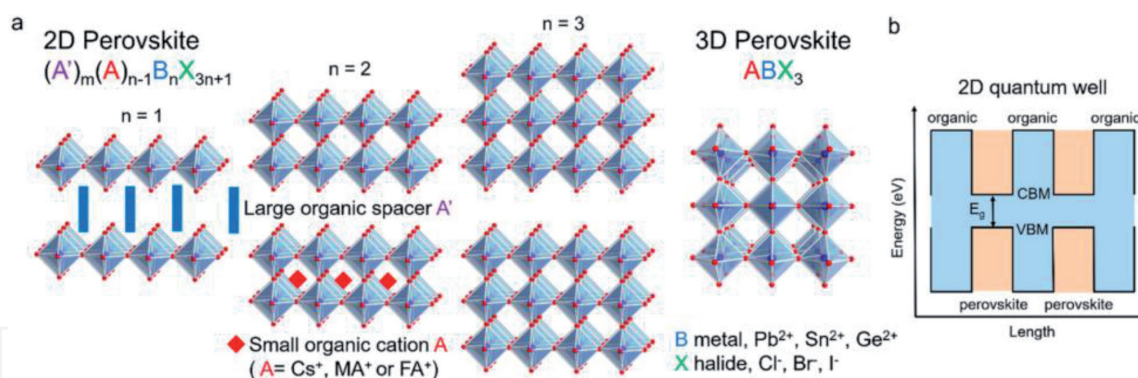 a
2D Perovskite
(A')m(A)n-1BnX3n+1
n = 1
n = 2
n = 3
Large organic spacer A'
Small organic cation A
( A= Cs⁺, MA⁺ or FA⁺)
3D Perovskite
ABX₃
B metal, Pb²⁺, Sn²⁺, Ge²⁺
X halide, Cl⁻, Br⁻, I⁻
b
2D quantum well
organic organic organic
CBM
Eg
VBM
perovskite perovskite
Energy (eV)
Length